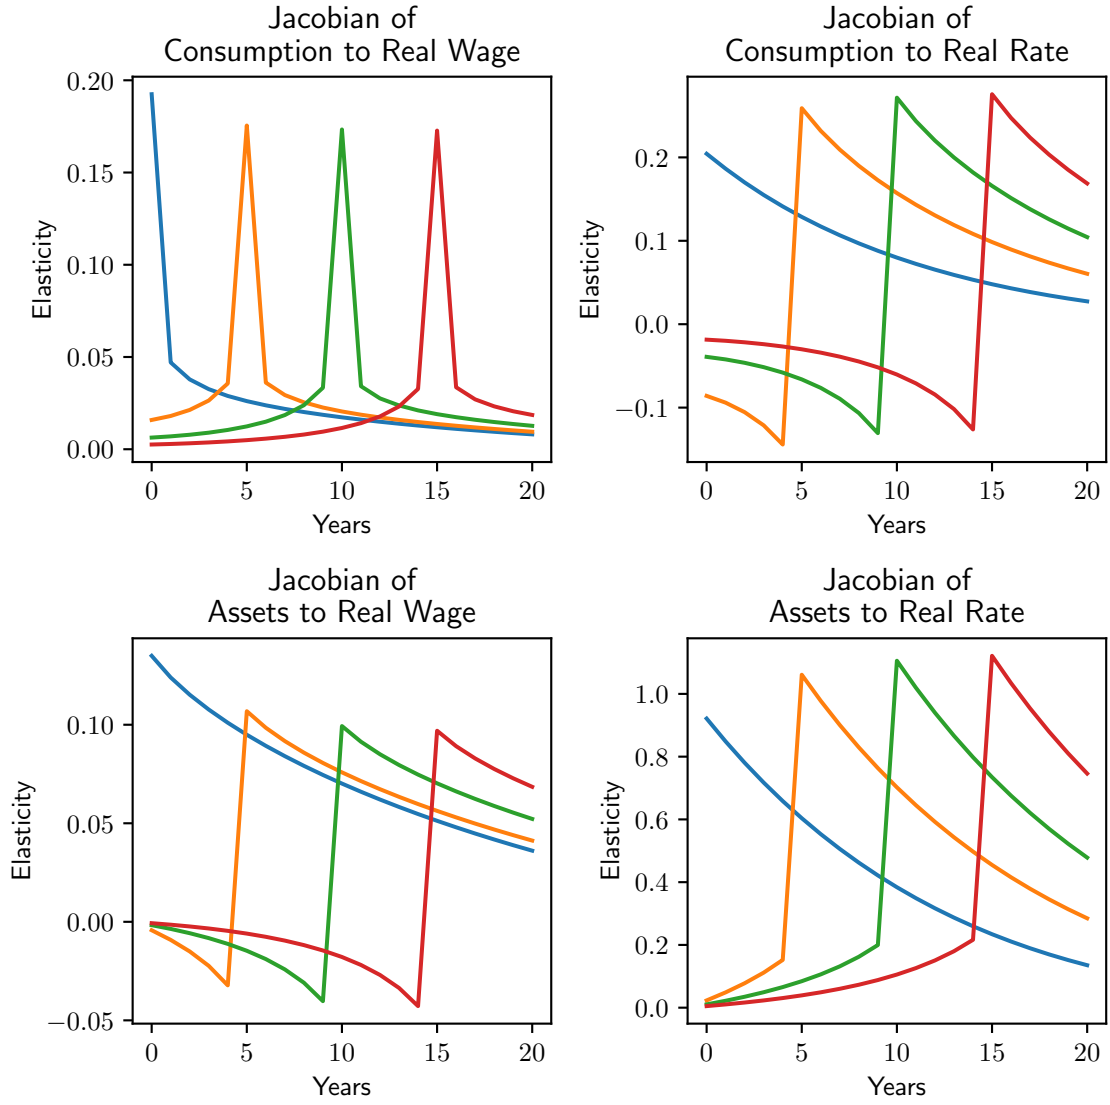 Jacobian of
Consumption to Real Wage
0.20
0.15
0.10
0.05
0.00
Elasticity
0
5
10
15
20
Years
Jacobian of
Consumption to Real Rate
0.2
0.1
0.0
−0.1
Elasticity
0
5
10
15
20
Years
Jacobian of
Assets to Real Wage
0.10
0.05
0.00
−0.05
Elasticity
0
5
10
15
20
Years
Jacobian of
Assets to Real Rate
1.0
0.8
0.6
0.4
0.2
0.0
Elasticity
0
5
10
15
20
Years